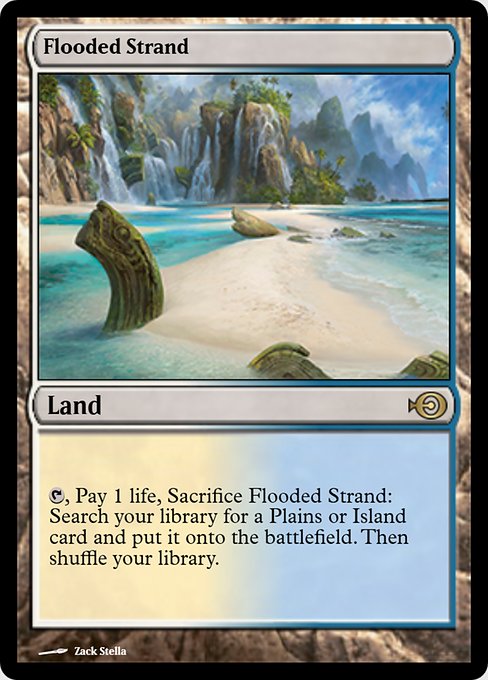 Flooded Strand
Land
, Pay 1 life, Sacrifice Flooded Strand:
Search your library for a Plains or Island
card and put it onto the battlefield. Then
shuffle your library.
Zack Stella